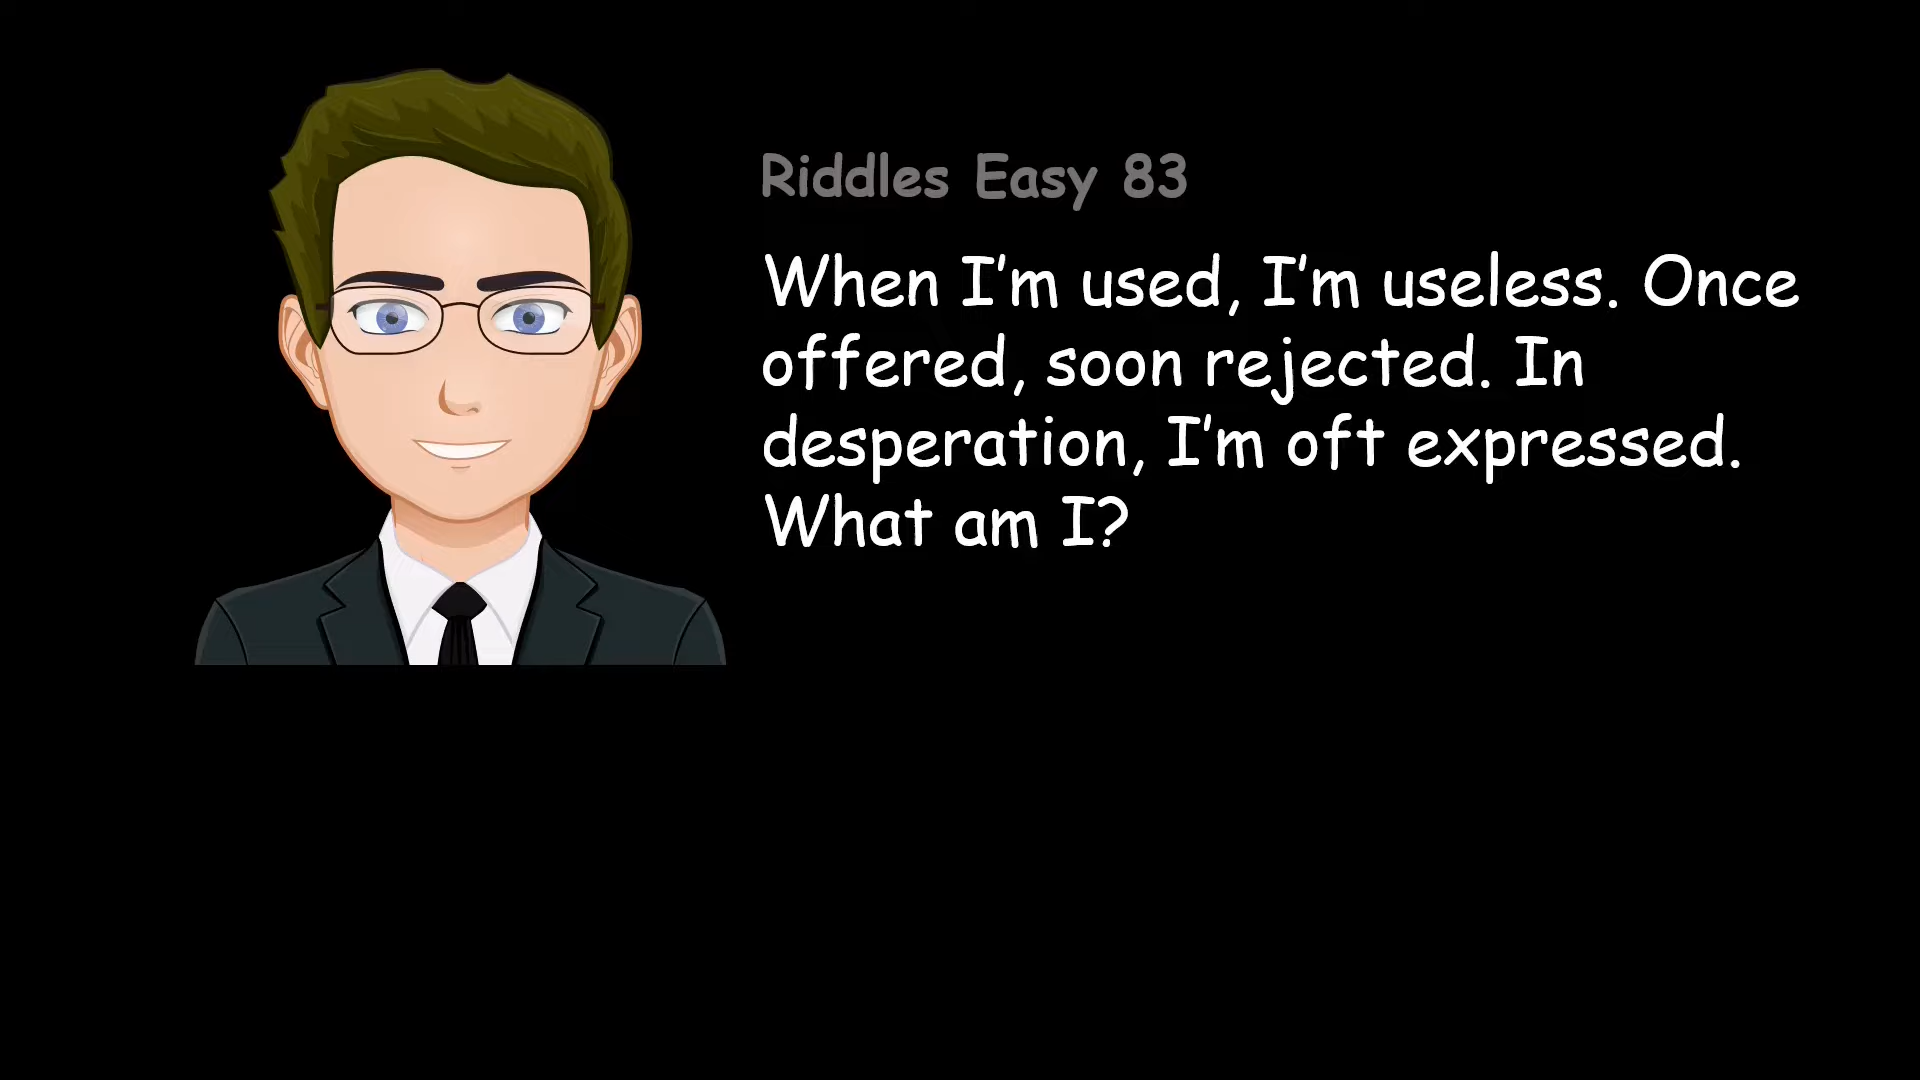 Riddles Easy 83
When I'm used, I'm useless. Once
offered, soon rejected. In
desperation, I'm oft expressed.
What am I?